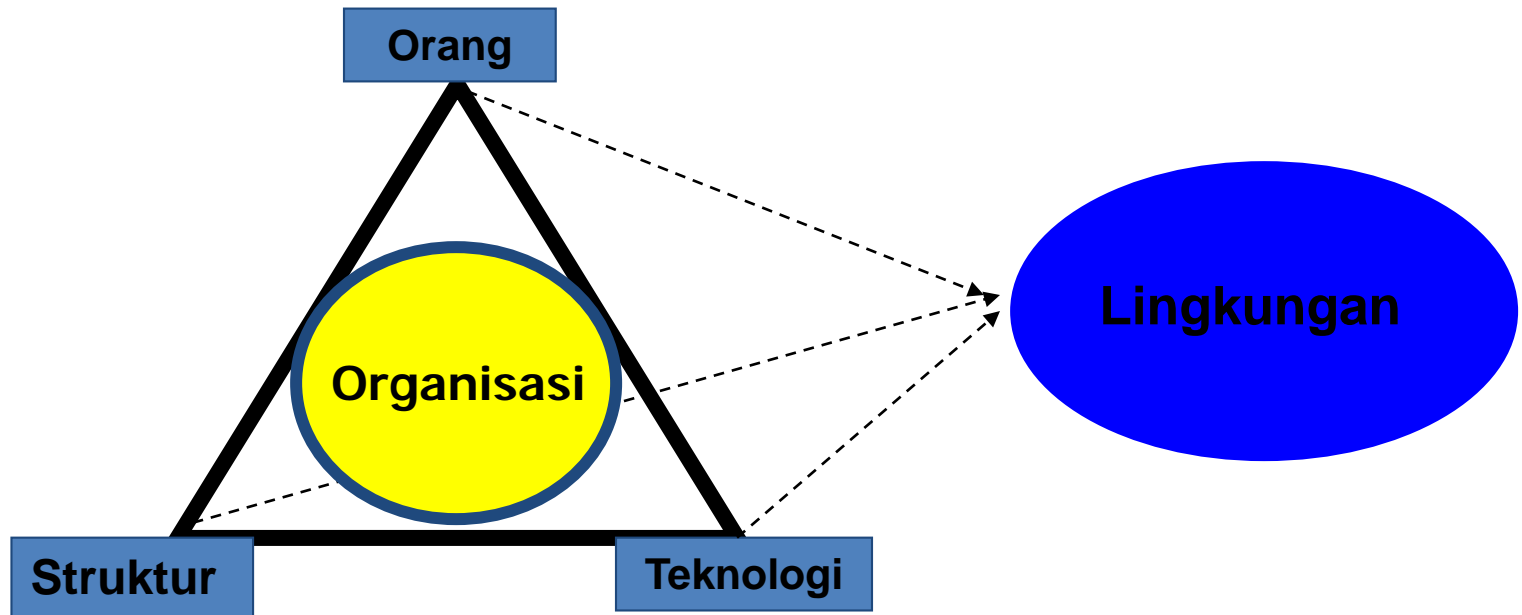 Orang
Lingkungan
Organisasi
Struktur
Teknologi